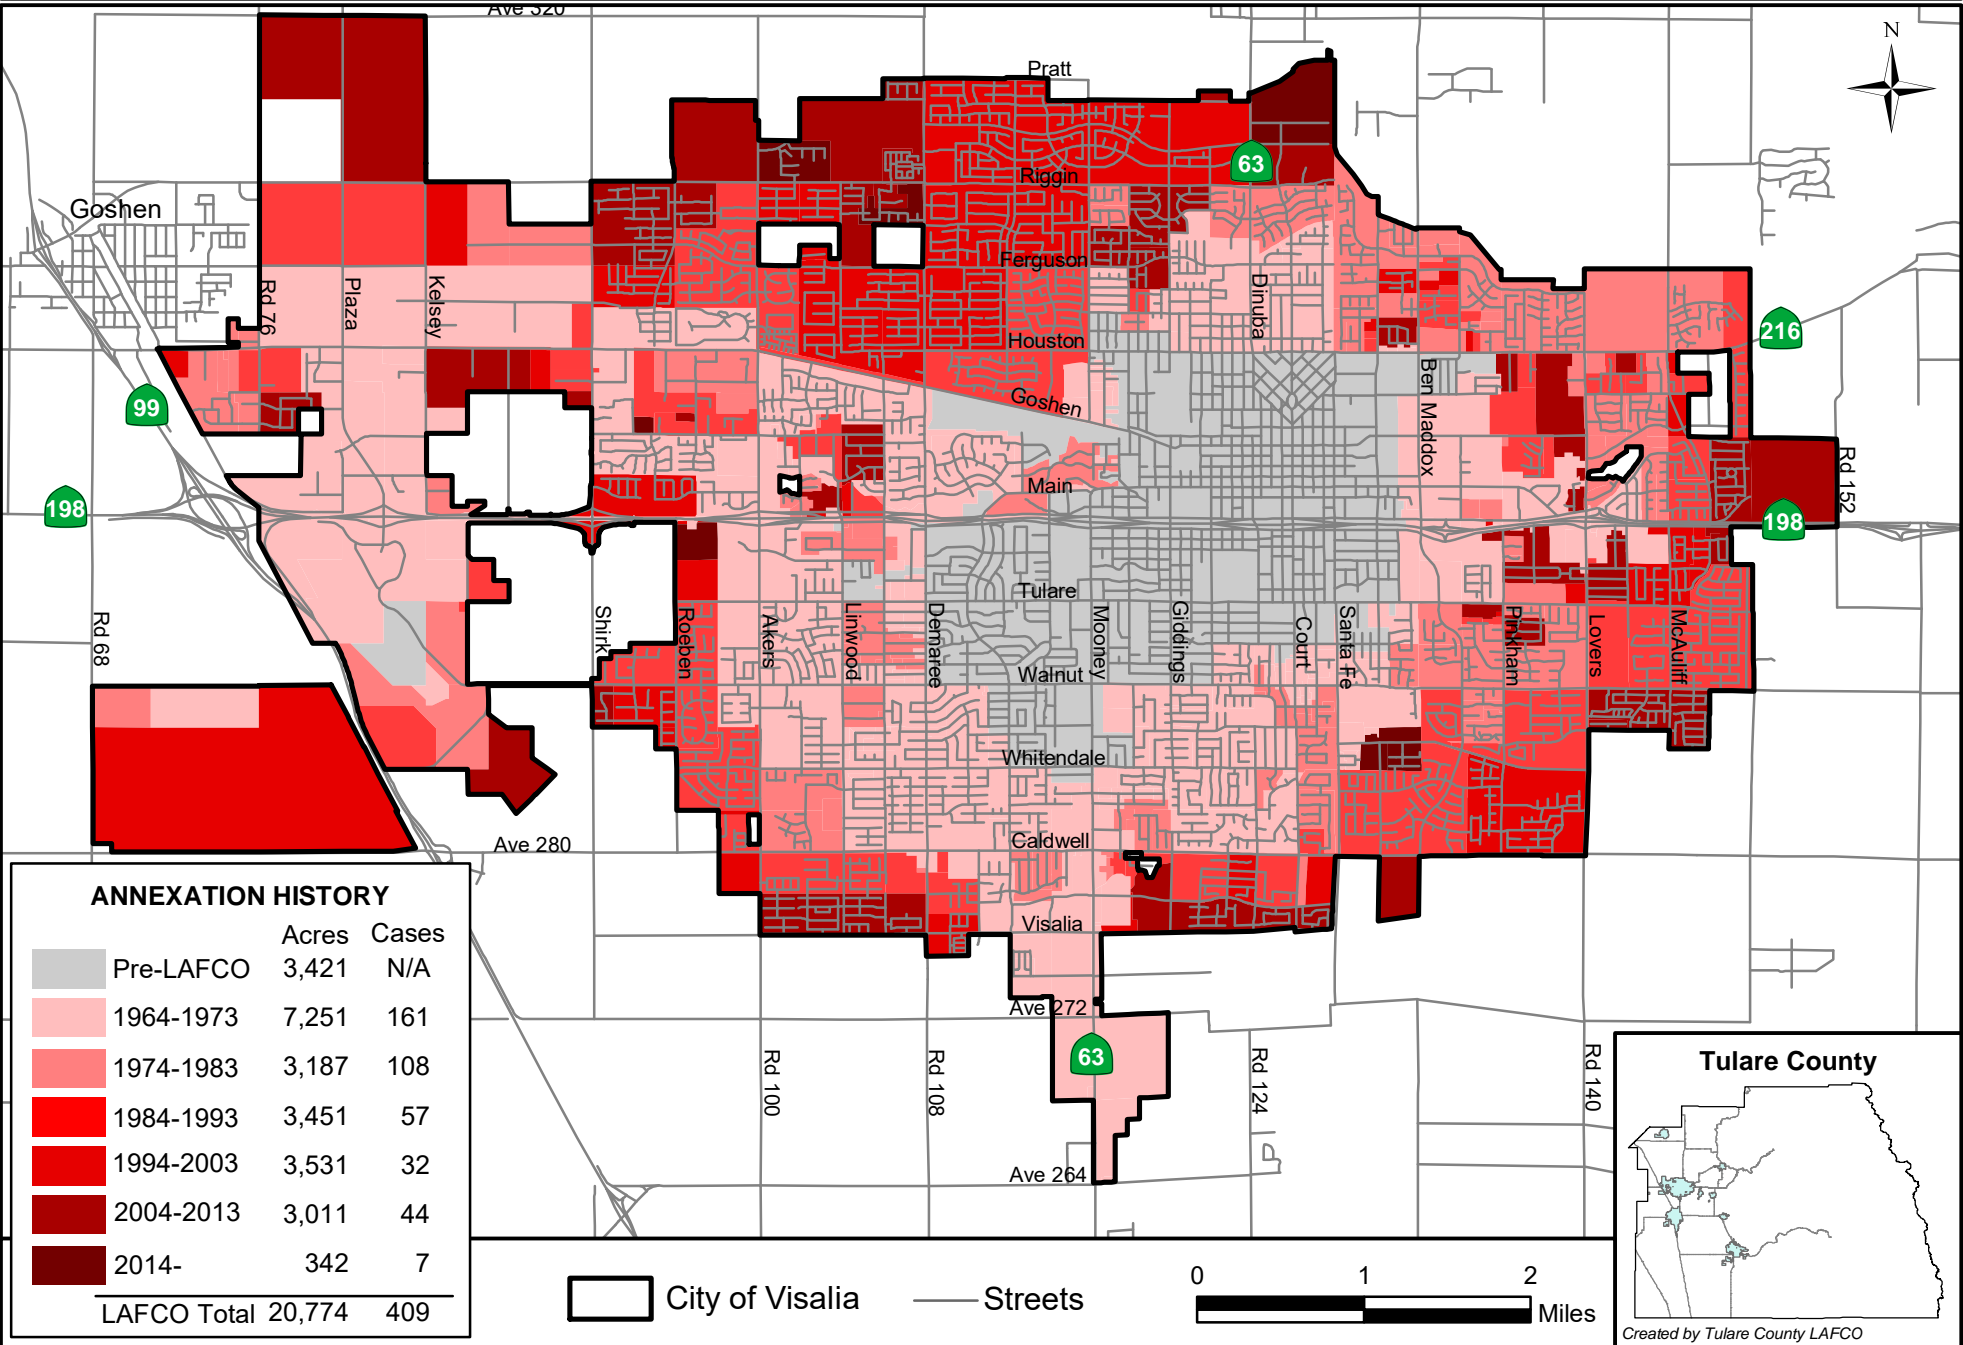 Ave 320
N
Pratt
63
Riggin
Goshen
Ferguson
Rd 76
Plaza
Kelsey
Dinuba
216
Houston
Ben Maddox
99
Goshen
Main
Rd 152
198
198
Tulare
Rd 68
Shirk
Roeben
Akers
Linwood
Demaree
Mooney
Giddings
Court
Santa Fe
Pinkham
Lovers
McAuliff
Walnut
Whitendale
Ave 280
Caldwell
Visalia
Ave 272
63
Rd 100
Rd 108
Rd 124
Rd 140
Ave 264
ANNEXATION HISTORY
Acres Cases
Pre-LAFCO 3,421 N/A
1964-1973 7,251 161
1974-1983 3,187 108
1984-1993 3,451 57
1994-2003 3,531 32
2004-2013 3,011 44
2014- 342 7
LAFCO Total 20,774 409
City of Visalia
Streets
0 1 2
Miles
Tulare County
Created by Tulare County LAFCO